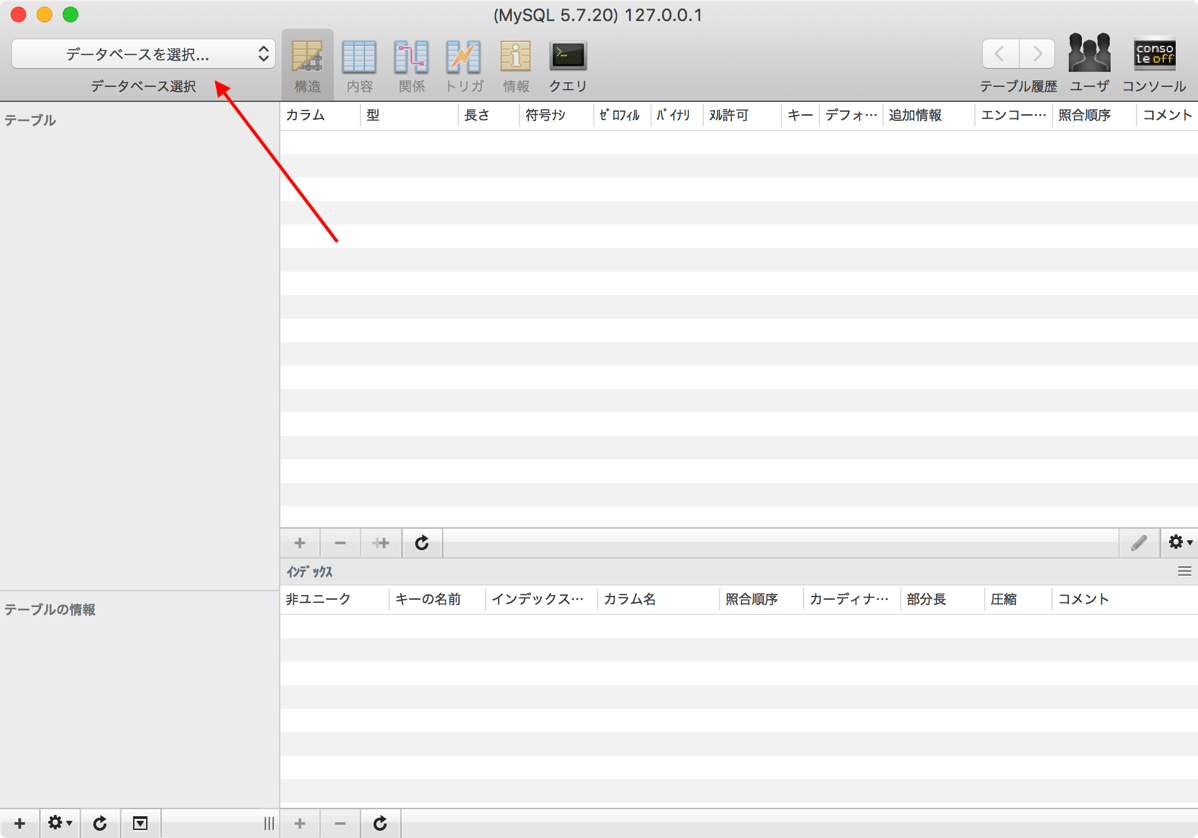 (MySQL 5.7.20) 127.0.0.1
データベースを選択...
データベース選択
構造
内容
関係
トリガ
情報
クエリ
テーブル履歴
ユーザ
conso
le off
コンソール
テーブル
カラム 型 長さ 符号ﾅｼ ｾﾞﾛﾌｨﾙ ﾊﾞｲﾅﾘ ﾇﾙ許可 キー デフォ… 追加情報 エンコー… 照合順序 コメント
ｲﾝﾃﾞｯｸｽ
非ユニーク キーの名前 インデックス… カラム名 照合順序 カーディナ… 部分長 圧縮 コメント
テーブルの情報